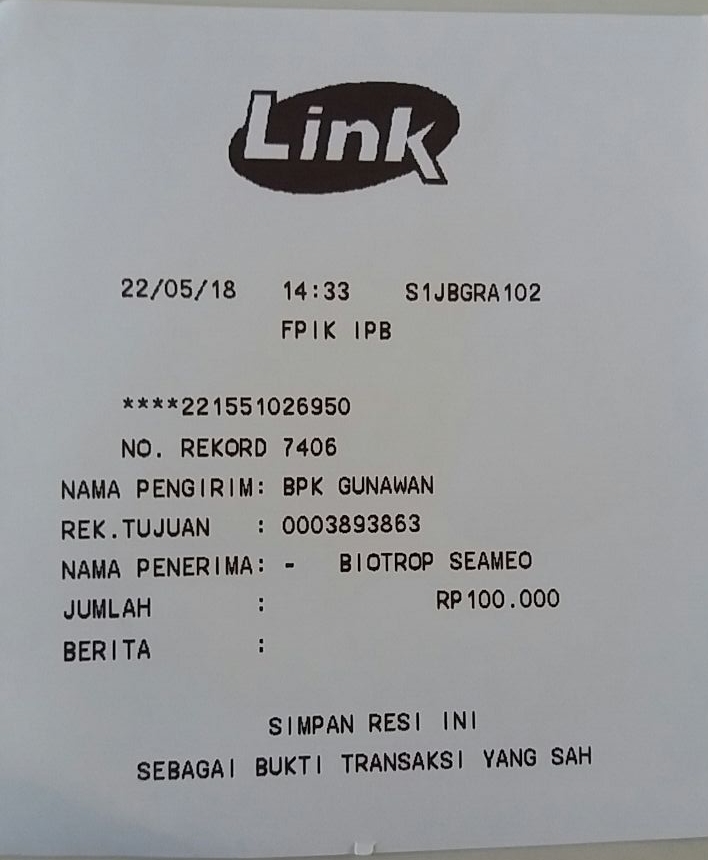 Link
22/05/18 14:33 S1JBGRA102
FPIK IPB
****221551026950
NO. REKORD 7406
NAMA PENGIRIM: BPK GUNAWAN
REK.TUJUAN : 0003893863
NAMA PENERIMA: - BIOTROP SEAMEO
JUMLAH : RP100.000
BERITA :
SIMPAN RESI INI
SEBAGAI BUKTI TRANSAKSI YANG SAH